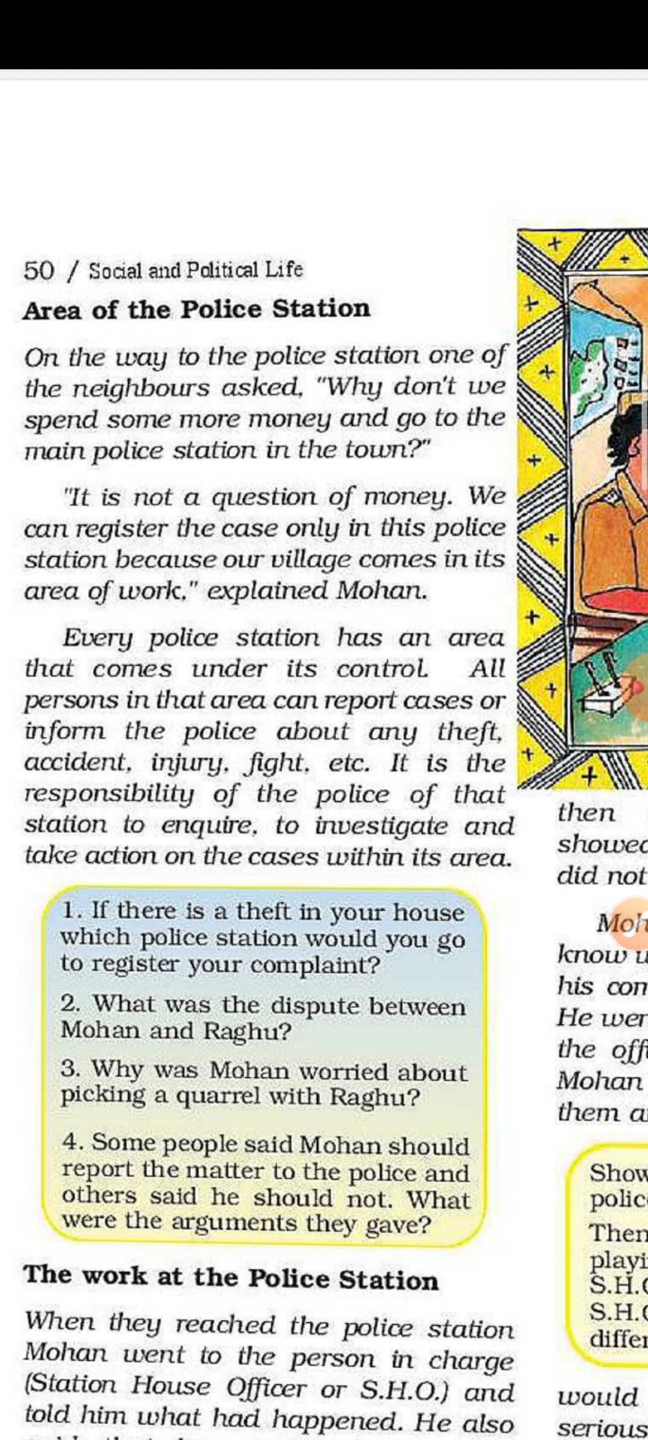 50 / Social and Political Life
Area of the Police Station
On the way to the police station one of
the neighbours asked, "Why don't we
spend some more money and go to the
main police station in the town?"
"It is not a question of money. We
can register the case only in this police
station because our village comes in its
area of work," explained Mohan.
Every police station has an area
that comes under its control. All
persons in that area can report cases or
inform the police about any theft,
accident, injury, fight, etc. It is the
responsibility of the police of that
station to enquire, to investigate and
take action on the cases within its area.
1. If there is a theft in your house
which police station would you go
to register your complaint?
2. What was the dispute between
Mohan and Raghu?
3. Why was Mohan worried about
picking a quarrel with Raghu?
4. Some people said Mohan should
report the matter to the police and
others said he should not. What
were the arguments they gave?
The work at the Police Station
When they reached the police station
Mohan went to the person in charge
(Station House Officer or S.H.O.) and
told him what had happened. He also
then
showed
did not
know
his
He
the
Mohan
them
Show
police
Then
S.H.O
S.H.O
would
serious